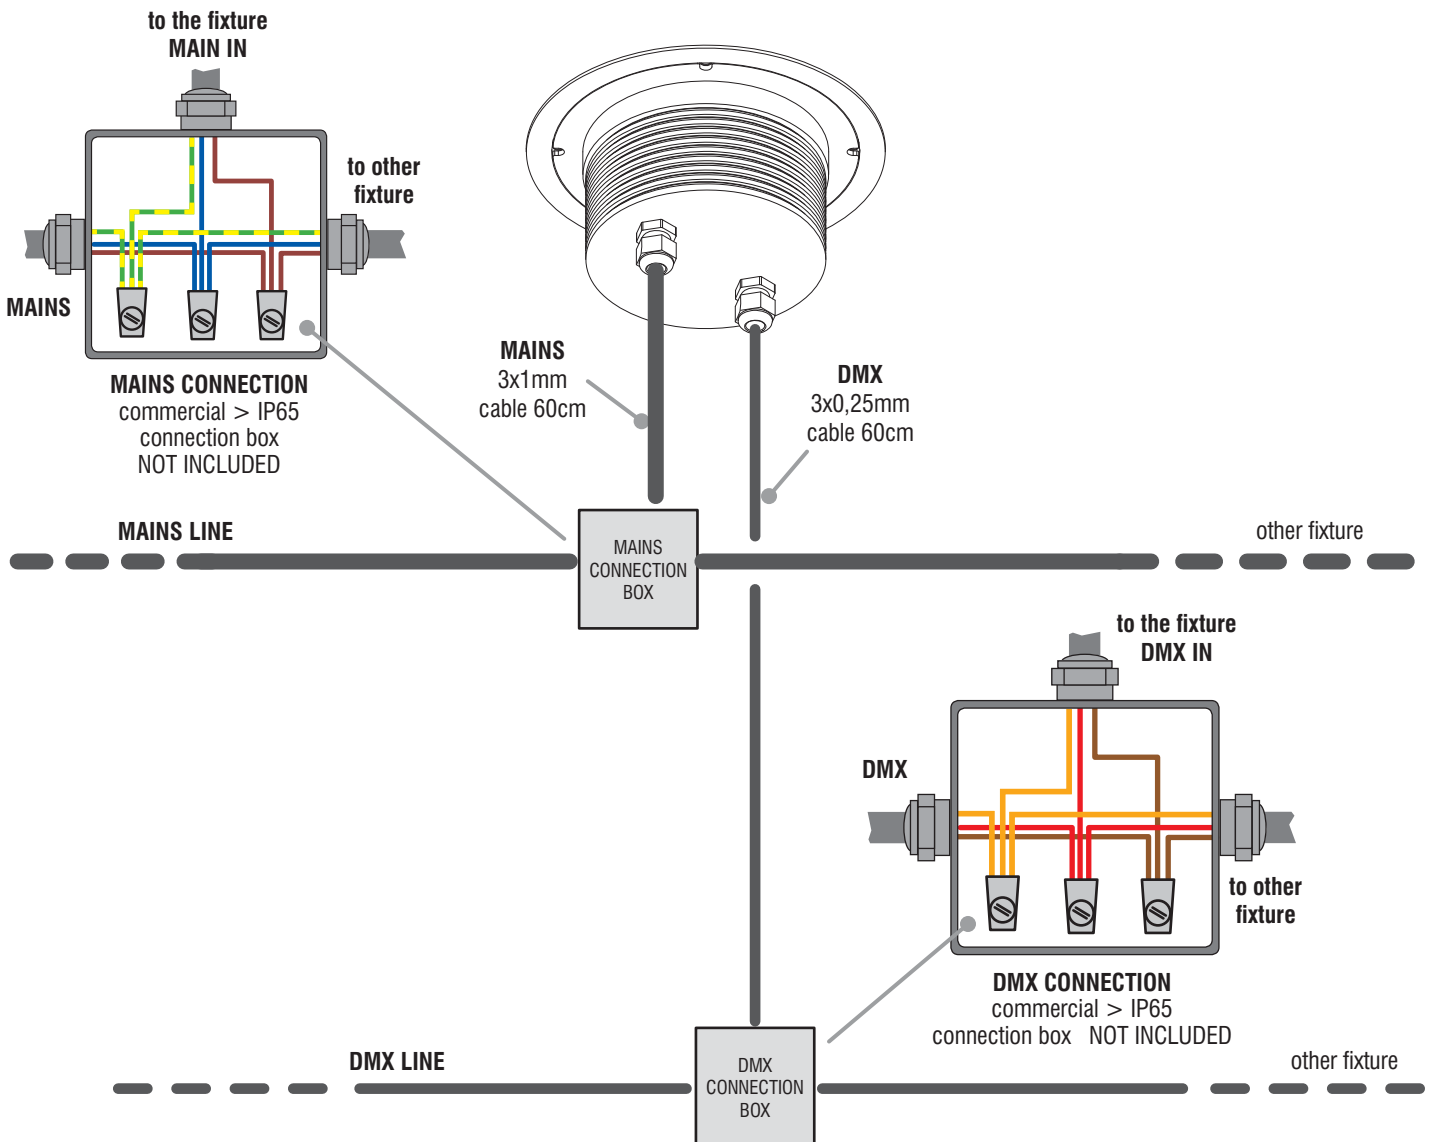 to the fixture
MAIN IN
to other
fixture
MAINS
MAINS CONNECTION
commercial > IP65
connection box
NOT INCLUDED
MAINS
3x1mm
cable 60cm
DMX
3x0,25mm
cable 60cm
MAINS LINE
MAINS
CONNECTION
BOX
other fixture
to the fixture
DMX IN
DMX
to other
fixture
DMX CONNECTION
commercial > IP65
connection box NOT INCLUDED
DMX LINE
DMX
CONNECTION
BOX
other fixture